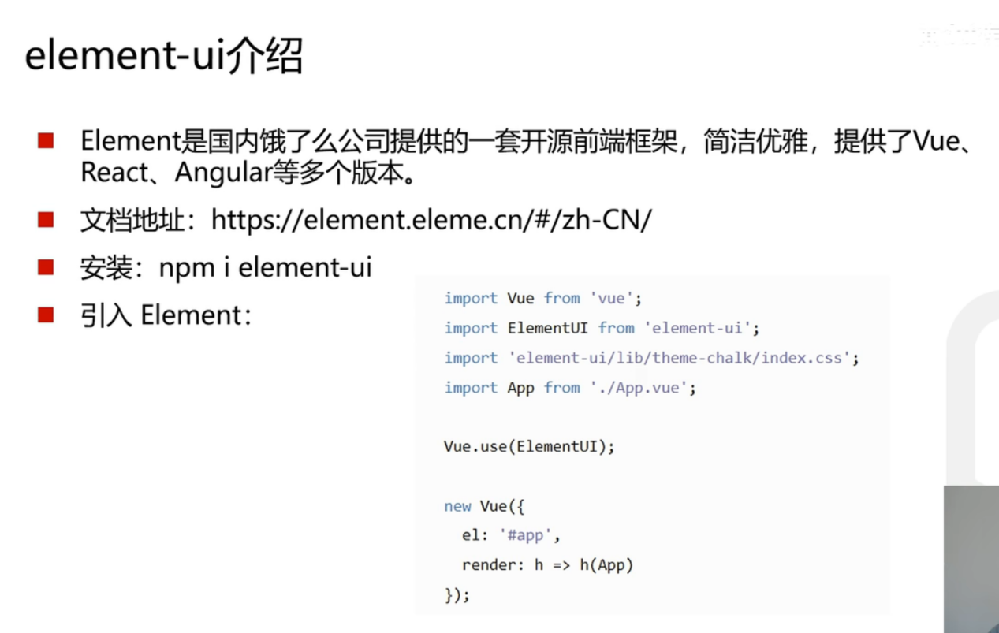 element-ui介绍
Element是国内饿了么公司提供的一套开源前端框架，简洁优雅，提供了Vue、
React、Angular等多个版本。
文档地址：https://element.eleme.cn/#/zh-CN/
安装：npm i element-ui
引入 Element：
import Vue from 'vue';
import ElementUI from 'element-ui';
import 'element-ui/lib/theme-chalk/index.css';
import App from './App.vue';
Vue.use(ElementUI);
new Vue({
  el: '#app',
  render: h => h(App)
});